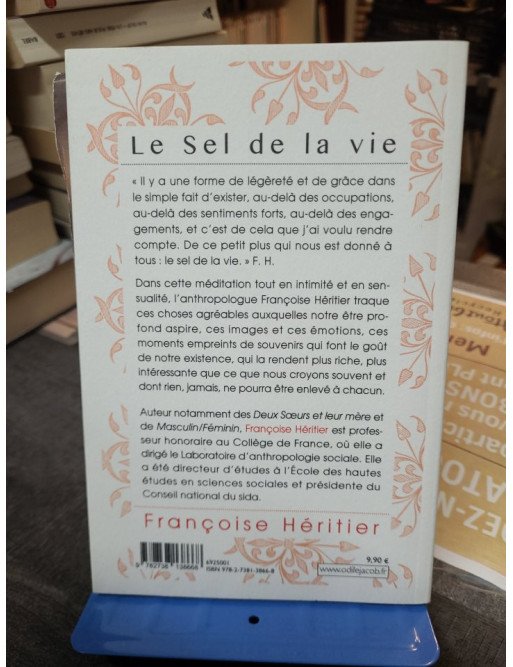 BABEL
Le Sel de la vie
« Il y a une forme de légèreté et de grâce dans
le simple fait d'exister, au-delà des occupations,
au-delà des sentiments forts, au-delà des enga-
gements, et c'est de cela que j'ai voulu rendre
compte. De ce petit plus qui nous est donné à
tous : le sel de la vie. » F. H.
Dans cette méditation tout en intimité et en sen-
sualité, l'anthropologue Françoise Héritier traque
ces choses agréables auxquelles notre être pro-
fond aspire, ces images et ces émotions, ces
moments empreints de souvenirs qui font le goût
de notre existence, qui la rendent plus riche, plus
intéressante que ce que nous croyons souvent et
dont rien, jamais, ne pourra être enlevé à chacun.
Auteur notamment des Deux Sœurs et leur mère et
de Masculin/Féminin, Françoise Héritier est profes-
seur honoraire au Collège de France, où elle a
dirigé le Laboratoire d'anthropologie sociale. Elle
a été directeur d'études à l'École des hautes
études en sciences sociales et présidente du
Conseil national du sida.
Françoise Héritier
6925001
ISBN 978-2-7381-3866-8
9 782738 138668
9,90 €
www.odilejacob.fr